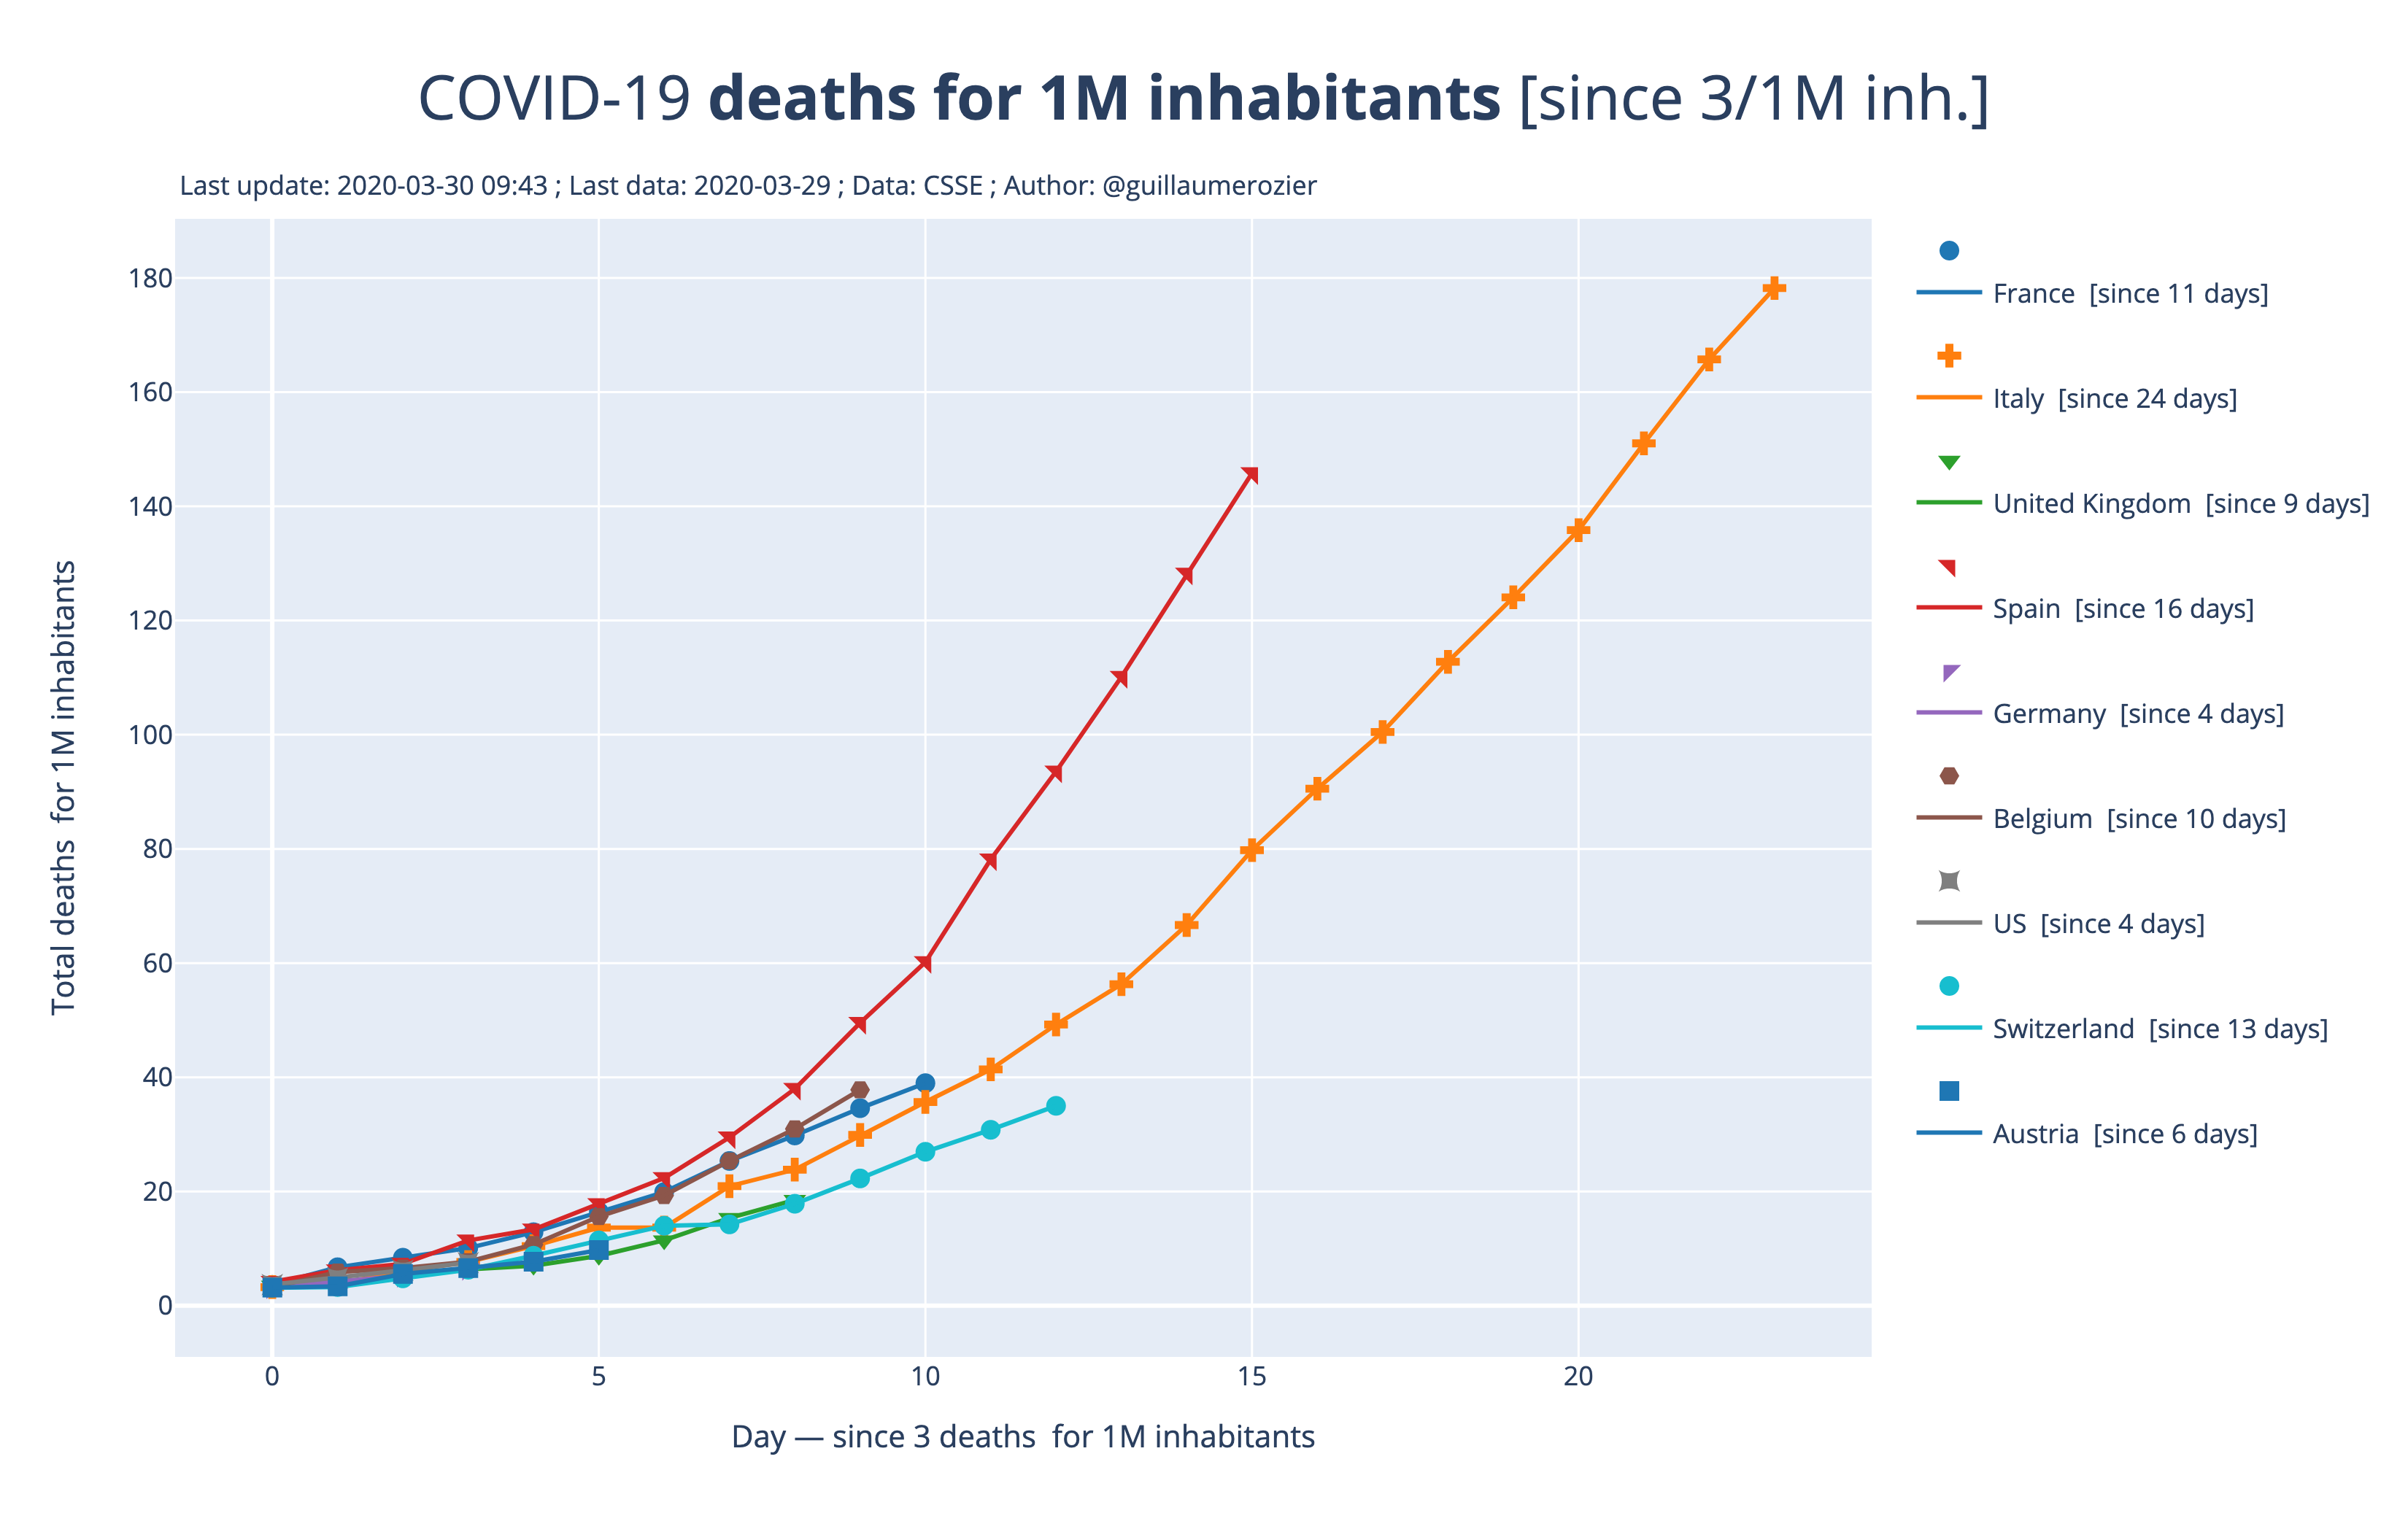 COVID-19 deaths for 1M inhabitants [since 3/1M inh.]
Last update: 2020-03-30 09:43 ; Last data: 2020-03-29 ; Data: CSSE ; Author: @guillaumerozier
Total deaths  for 1M inhabitants
180
160
140
120
100
80
60
40
20
0
0
5
10
15
20
Day — since 3 deaths  for 1M inhabitants
France  [since 11 days]
Italy  [since 24 days]
United Kingdom  [since 9 days]
Spain  [since 16 days]
Germany  [since 4 days]
Belgium  [since 10 days]
US  [since 4 days]
Switzerland  [since 13 days]
Austria  [since 6 days]